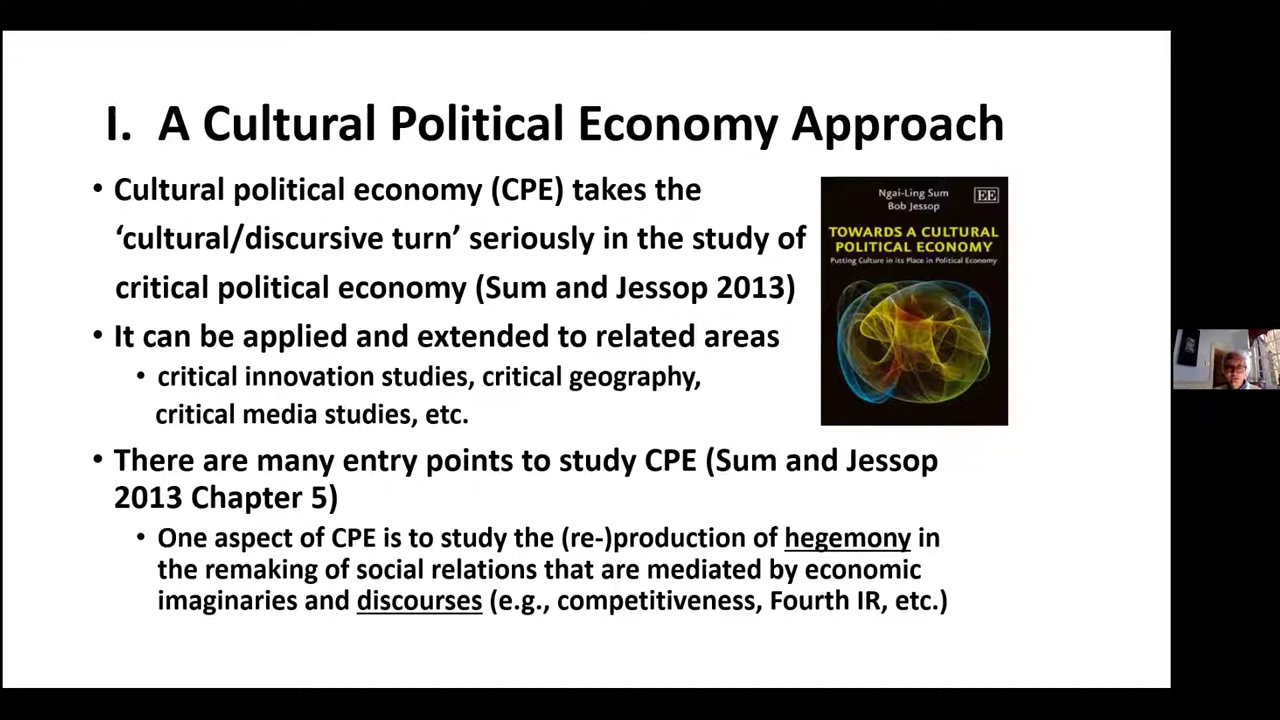 I. A Cultural Political Economy Approach
• Cultural political economy (CPE) takes the
‘cultural/discursive turn’ seriously in the study of
critical political economy (Sum and Jessop 2013)
• It can be applied and extended to related areas
• critical innovation studies, critical geography,
critical media studies, etc.
• There are many entry points to study CPE (Sum and Jessop
2013 Chapter 5)
• One aspect of CPE is to study the (re-)production of hegemony in
the remaking of social relations that are mediated by economic
imaginaries and discourses (e.g., competitiveness, Fourth IR, etc.)
Ngai-Ling Sum
Bob Jessop
EE
TOWARDS A CULTURAL
POLITICAL ECONOMY
Putting Culture in its Place in Political Economy